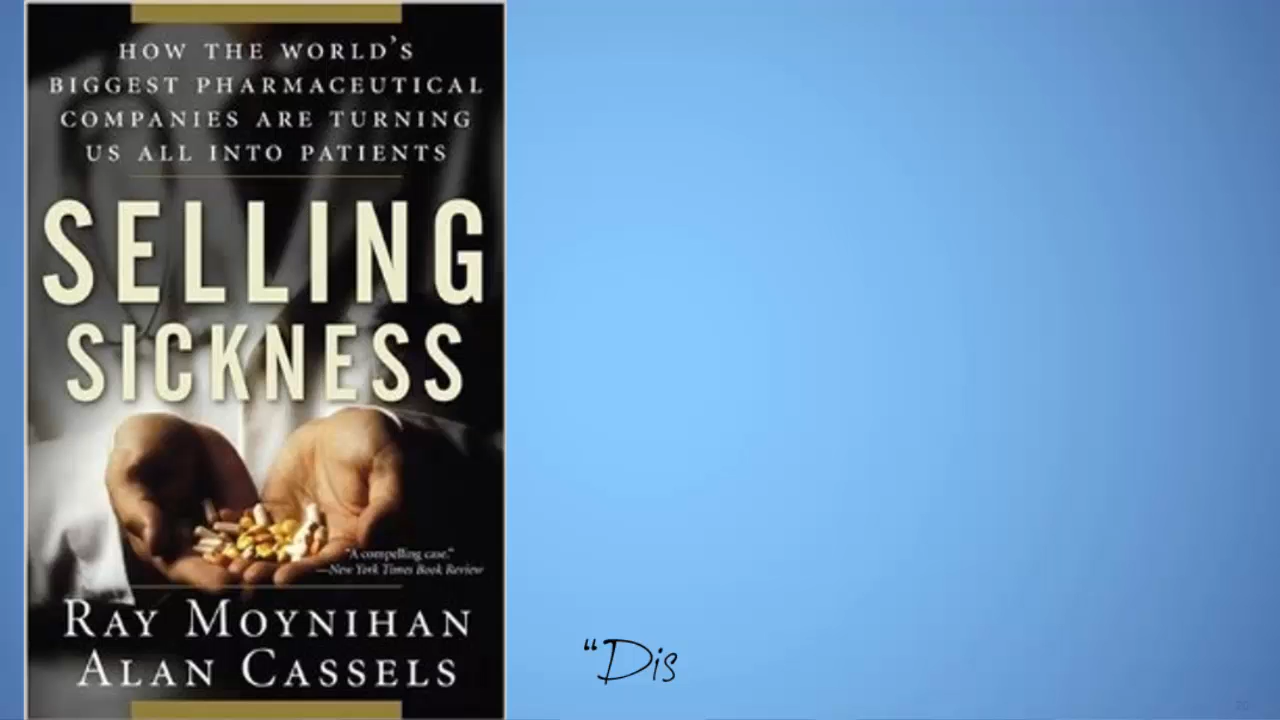 HOW THE WORLD'S
BIGGEST PHARMACEUTICAL
COMPANIES ARE TURNING
US ALL INTO PATIENTS
SELLING
SICKNESS
"A compelling case."
—New York Times Book Review
RAY MOYNIHAN
ALAN CASSELS
“Dis